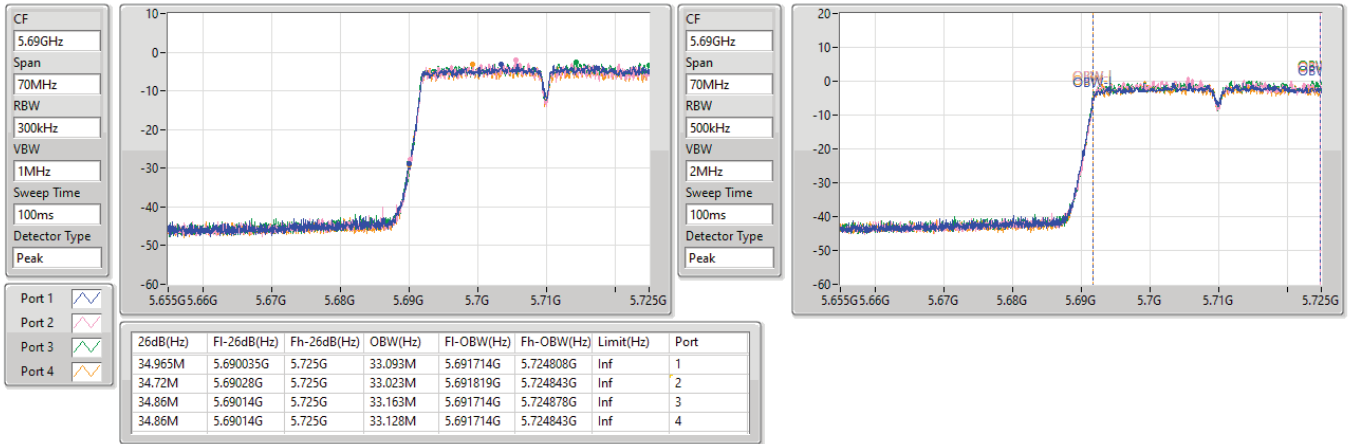 CF
5.69GHz
Span
70MHz
RBW
300kHz
VBW
1MHz
Sweep Time
100ms
Detector Type
Peak
10
0
-10
-20
-30
-40
-50
-60
5.655G 5.66G 5.67G 5.68G 5.69G 5.7G 5.71G 5.725G
CF
5.69GHz
Span
70MHz
RBW
500kHz
VBW
2MHz
Sweep Time
100ms
Detector Type
Peak
20
10
0
-10
-20
-30
-40
-50
-60
5.655G 5.66G 5.67G 5.68G 5.69G 5.7G 5.71G 5.725G
Port 1
Port 2
Port 3
Port 4
26dB(Hz) Fl-26dB(Hz) Fh-26dB(Hz) OBW(Hz) Fl-OBW(Hz) Fh-OBW(Hz) Limit(Hz) Port
34.965M 5.690035G 5.725G 33.093M 5.691714G 5.724808G Inf 1
34.72M 5.69028G 5.725G 33.023M 5.691819G 5.724843G Inf 2
34.86M 5.69014G 5.725G 33.163M 5.691714G 5.724878G Inf 3
34.86M 5.69014G 5.725G 33.128M 5.691714G 5.724843G Inf 4